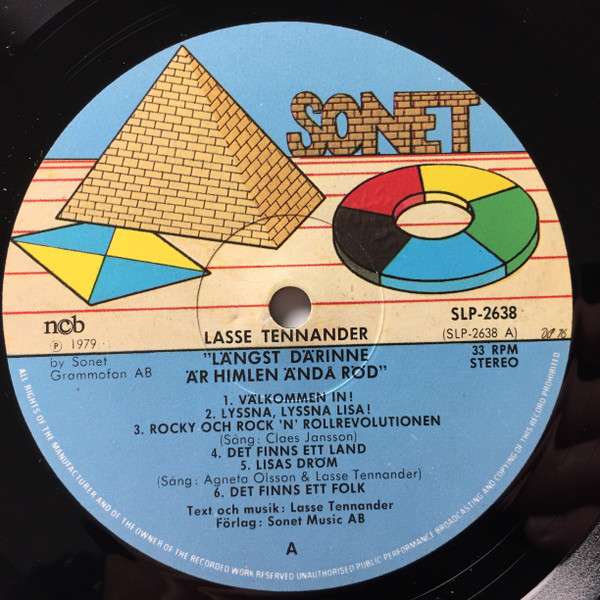 SONET
ncb
℗ 1979
by Sonet
Grammofon AB
SLP-2638
(SLP-2638 A)
33 RPM
STEREO
LASSE TENNANDER
"LÄNGST DÄRINNE
ÄR HIMLEN ÄNDÅ RÖD"
1. VÄLKOMMEN IN!
2. LYSSNA, LYSSNA LISA!
3. ROCKY OCH ROCK 'N' ROLLREVOLUTIONEN
(Sång: Claes Jansson)
4. DET FINNS ETT LAND
5. LISAS DRÖM
(Sång: Agneta Olsson & Lasse Tennander)
6. DET FINNS ETT FOLK
Text och musik: Lasse Tennander
Förlag: Sonet Music AB
A
ALL RIGHTS OF THE MANUFACTURER AND OF THE OWNER OF THE RECORDED WORK RESERVED UNAUTHORISED PUBLIC PERFORMANCE BROADCASTING AND COPYING OF THIS RECORD PROHIBITED